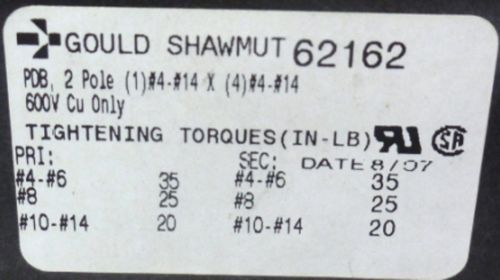 GOULD SHAWMUT 62162
PDB, 2 Pole (1)#4-#14 X (4)#4-#14
600V Cu Only
TIGHTENING TORQUES(IN-LB) RU SA
PRI: SEC: DATE 8/07
#4-#6 35 #4-#6 35
#8 25 #8 25
#10-#14 20 #10-#14 20